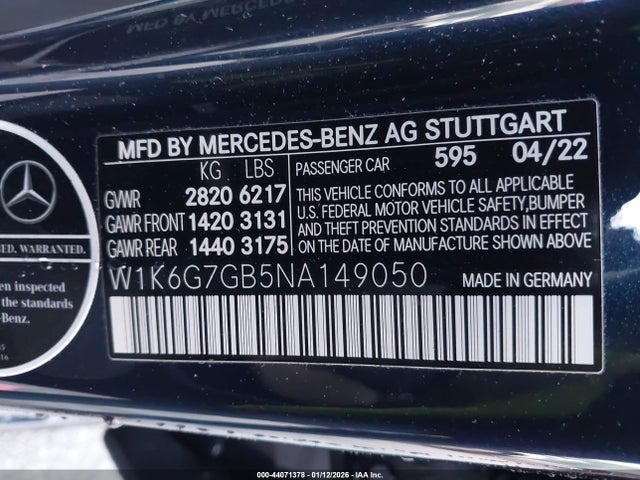 MFD BY MERCEDES-BENZ AG STUTTGART
KG LBS
PASSENGER CAR 595 04/22
GVWR 2820 6217
GAWR FRONT 1420 3131
GAWR REAR 1440 3175
THIS VEHICLE CONFORMS TO ALL APPLICABLE
U.S. FEDERAL MOTOR VEHICLE SAFETY,BUMPER
AND THEFT PREVENTION STANDARDS IN EFFECT
ON THE DATE OF MANUFACTURE SHOWN ABOVE
W1K6G7GB5NA149050
MADE IN GERMANY
WARRANTED.
en inspected
the standards
-Benz.
000-44071378 - 01/12/2026 - IAA Inc.